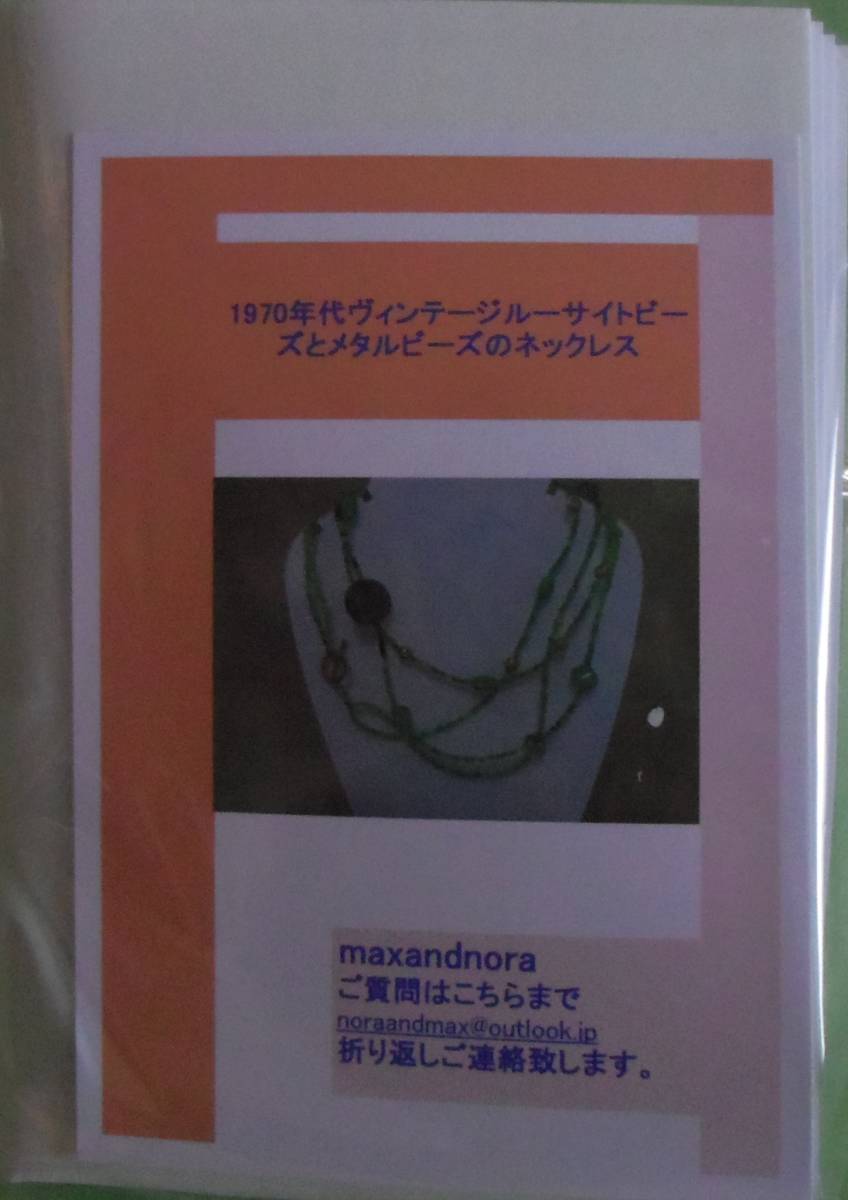 1970年代ヴィンテージルーサイトビー
ズとメタルビーズのネックレス
maxandnora
ご質問はこちらまで
noraandmax@outlook.jp
折り返しご連絡致します。